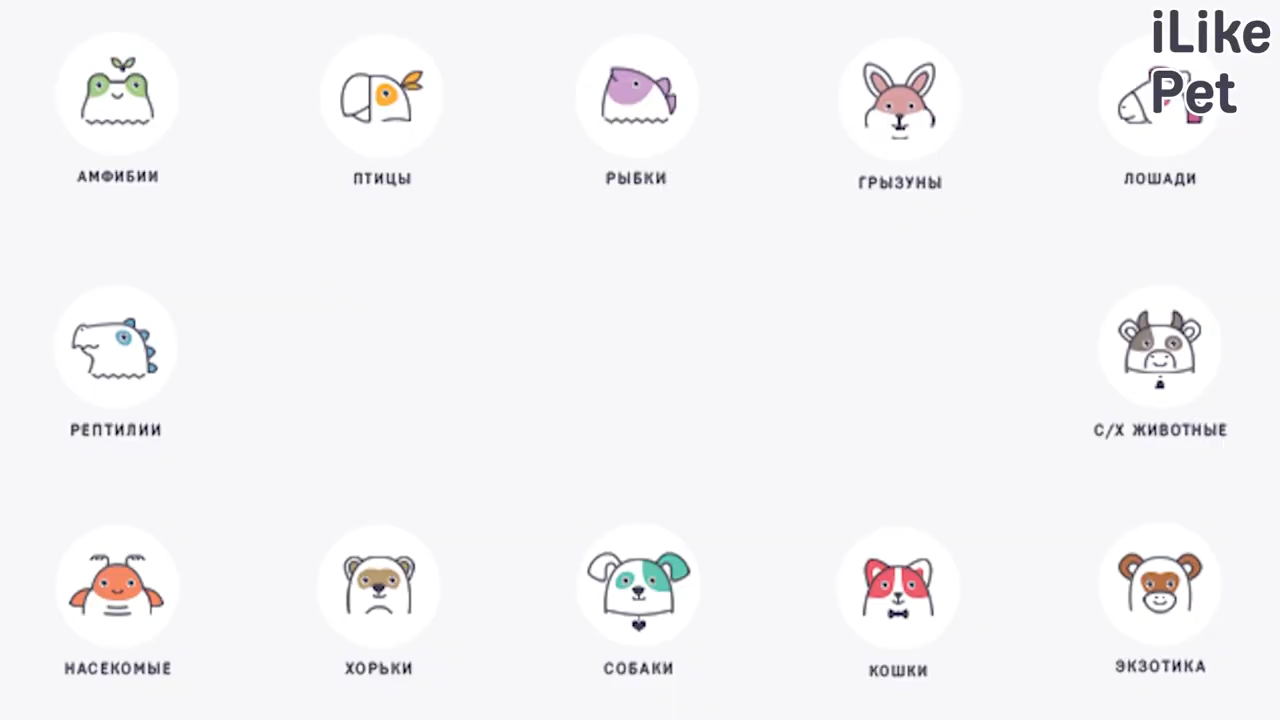 iLike
Pet
АМФИБИИ
ПТИЦЫ
РЫБКИ
ГРЫЗУНЫ
ЛОШАДИ
РЕПТИЛИИ
С/Х ЖИВОТНЫЕ
НАСЕКОМЫЕ
ХОРЬКИ
СОБАКИ
КОШКИ
ЭКЗОТИКА